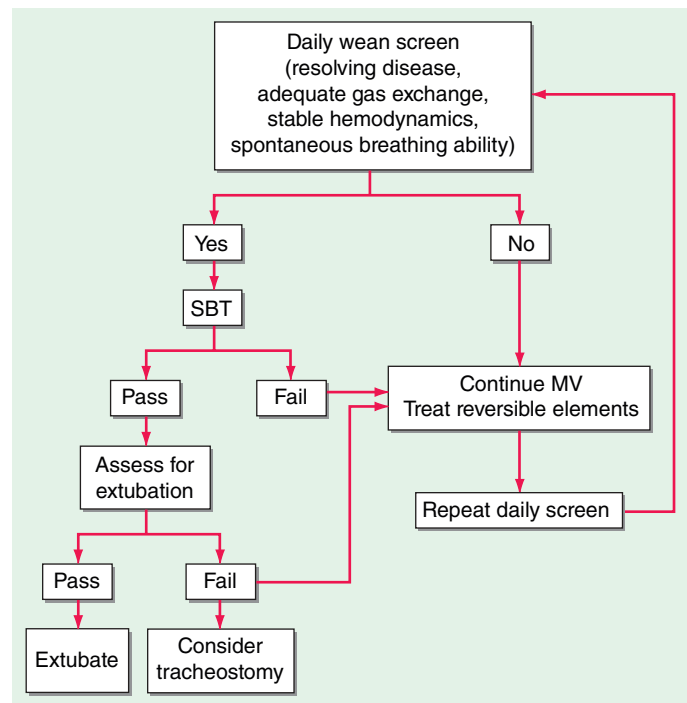 Daily wean screen
(resolving disease,
adequate gas exchange,
stable hemodynamics,
spontaneous breathing ability)
Yes
No
SBT
Pass
Fail
Continue MV
Treat reversible elements
Assess for
extubation
Repeat daily screen
Pass
Fail
Extubate
Consider
tracheostomy